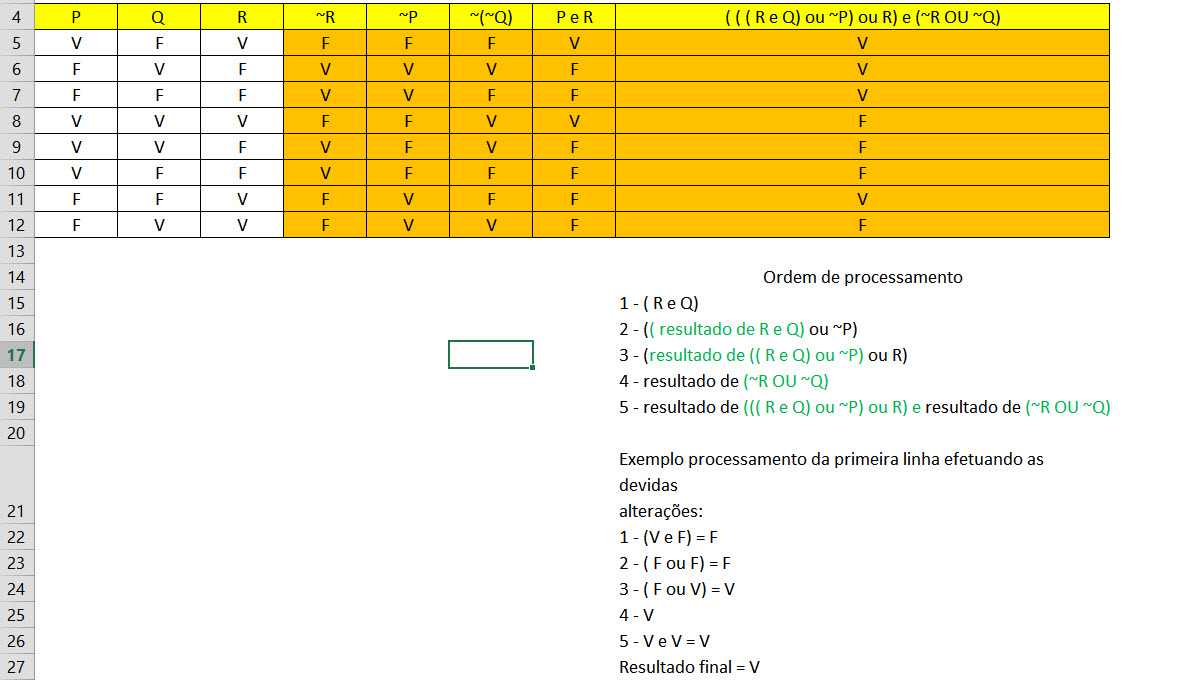 4 P Q R ~R ~P ~(~Q) P e R ( ( ( R e Q) ou ~P) ou R) e (~R OU ~Q)
5 V F V F F F V V
6 F V F V V V F V
7 F F F V V F F V
8 V V V F F V V F
9 V V F V F V F F
10 V F F V F F F F
11 F F V F V F F V
12 F V V F V V F F
13
14 Ordem de processamento
15 1 - ( R e Q)
16 2 - (( resultado de R e Q) ou ~P)
17 3 - (resultado de (( R e Q) ou ~P) ou R)
18 4 - resultado de (~R OU ~Q)
19 5 - resultado de ((( R e Q) ou ~P) ou R) e resultado de (~R OU ~Q)
20
Exemplo processamento da primeira linha efetuando as
devidas
21 alterações:
22 1 - (V e F) = F
23 2 - ( F ou F) = F
24 3 - ( F ou V) = V
25 4 - V
26 5 - V e V = V
27 Resultado final = V